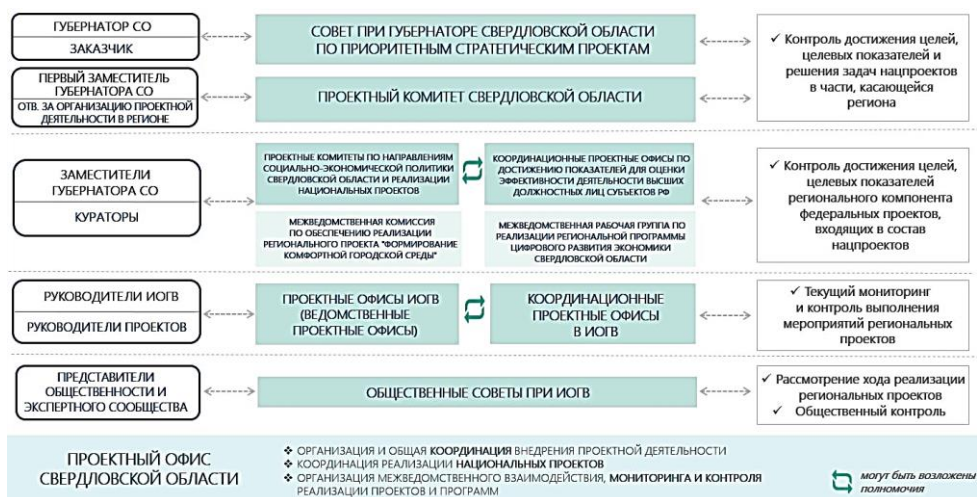 ГУБЕРНАТОР СО
ЗАКАЗЧИК
СОВЕТ ПРИ ГУБЕРНАТОРЕ СВЕРДЛОВСКОЙ ОБЛАСТИ
ПО ПРИОРИТЕТНЫМ СТРАТЕГИЧЕСКИМ ПРОЕКТАМ
ПЕРВЫЙ ЗАМЕСТИТЕЛЬ
ГУБЕРНАТОРА СО
ОТВ. ЗА ОРГАНИЗАЦИЮ ПРОЕКТНОЙ
ДЕЯТЕЛЬНОСТИ В РЕГИОНЕ
ПРОЕКТНЫЙ КОМИТЕТ СВЕРДЛОВСКОЙ ОБЛАСТИ
✓ Контроль достижения целей,
целевых показателей и
решения задач нацпроектов
в части, касающейся
региона
ЗАМЕСТИТЕЛИ
ГУБЕРНАТОРА СО
КУРАТОРЫ
ПРОЕКТНЫЕ КОМИТЕТЫ ПО НАПРАВЛЕНИЯМ
СОЦИАЛЬНО-ЭКОНОМИЧЕСКОЙ ПОЛИТИКИ
СВЕРДЛОВСКОЙ ОБЛАСТИ И РЕАЛИЗАЦИИ
НАЦИОНАЛЬНЫХ ПРОЕКТОВ
КООРДИНАЦИОННЫЕ ПРОЕКТНЫЕ ОФИСЫ ПО
ДОСТИЖЕНИЮ ПОКАЗАТЕЛЕЙ ДЛЯ ОЦЕНКИ
ЭФФЕКТИВНОСТИ ДЕЯТЕЛЬНОСТИ ВЫСШИХ
ДОЛЖНОСТНЫХ ЛИЦ СУБЪЕКТОВ РФ
МЕЖВЕДОМСТВЕННАЯ КОМИССИЯ
ПО ОБЕСПЕЧЕНИЮ РЕАЛИЗАЦИИ
РЕГИОНАЛЬНОГО ПРОЕКТА "ФОРМИРОВАНИЕ
КОМФОРТНОЙ ГОРОДСКОЙ СРЕДЫ"
МЕЖВЕДОМСТВЕННАЯ РАБОЧАЯ ГРУППА ПО
РЕАЛИЗАЦИИ РЕГИОНАЛЬНОЙ ПРОГРАММЫ
ЦИФРОВОГО РАЗВИТИЯ ЭКОНОМИКИ
СВЕРДЛОВСКОЙ ОБЛАСТИ
✓ Контроль достижения целей,
целевых показателей
регионального компонента
федеральных проектов,
входящих в состав
нацпроектов
РУКОВОДИТЕЛИ ИОГВ
РУКОВОДИТЕЛИ ПРОЕКТОВ
ПРОЕКТНЫЕ ОФИСЫ ИОГВ
(ВЕДОМСТВЕННЫЕ
ПРОЕКТНЫЕ ОФИСЫ)
КООРДИНАЦИОННЫЕ
ПРОЕКТНЫЕ ОФИСЫ
В ИОГВ
✓ Текущий мониторинг
и контроль выполнения
мероприятий региональных
проектов
ПРЕДСТАВИТЕЛИ
ОБЩЕСТВЕННОСТИ И
ЭКСПЕРТНОГО СООБЩЕСТВА
ОБЩЕСТВЕННЫЕ СОВЕТЫ ПРИ ИОГВ
✓ Рассмотрение хода реализации
региональных проектов
✓ Общественный контроль
ПРОЕКТНЫЙ ОФИС
СВЕРДЛОВСКОЙ ОБЛАСТИ
❖ ОРГАНИЗАЦИЯ И ОБЩАЯ КООРДИНАЦИЯ ВНЕДРЕНИЯ ПРОЕКТНОЙ ДЕЯТЕЛЬНОСТИ
❖ КООРДИНАЦИЯ РЕАЛИЗАЦИИ НАЦИОНАЛЬНЫХ ПРОЕКТОВ
❖ ОРГАНИЗАЦИЯ МЕЖВЕДОМСТВЕННОГО ВЗАИМОДЕЙСТВИЯ, МОНИТОРИНГА И КОНТРОЛЯ
РЕАЛИЗАЦИИ ПРОЕКТОВ И ПРОГРАММ
могут быть возложены
полномочия